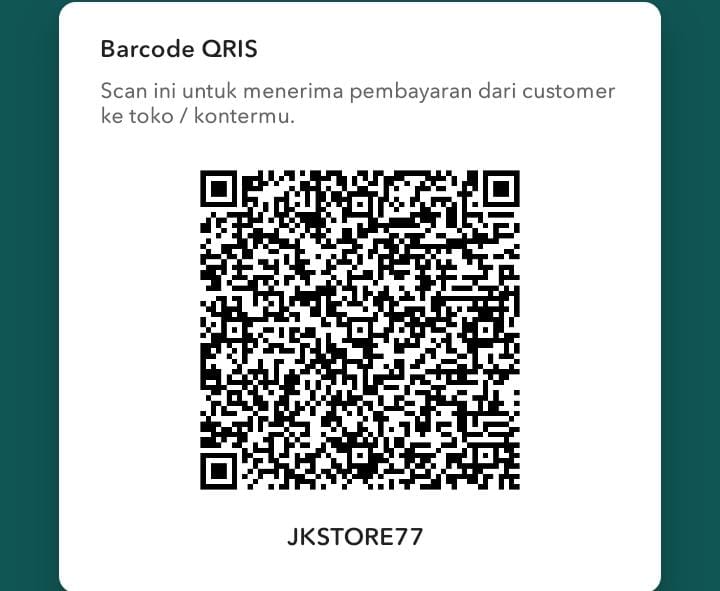 Barcode QRIS
Scan ini untuk menerima pembayaran dari customer
ke toko / kontermu.
JKSTORE77